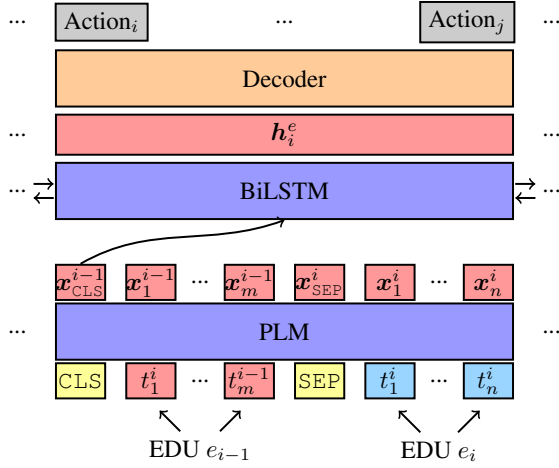 ... Action_i ... Action_j ...
Decoder
... h_i^e ...
... BiLSTM ...
x_CLS^{i-1} x_1^{i-1} ... x_m^{i-1} x_SEP^i x_1^i ... x_n^i
... PLM ...
CLS t_1^i ... t_m^{i-1} SEP t_1^i ... t_n^i
EDU e_{i-1} EDU e_i